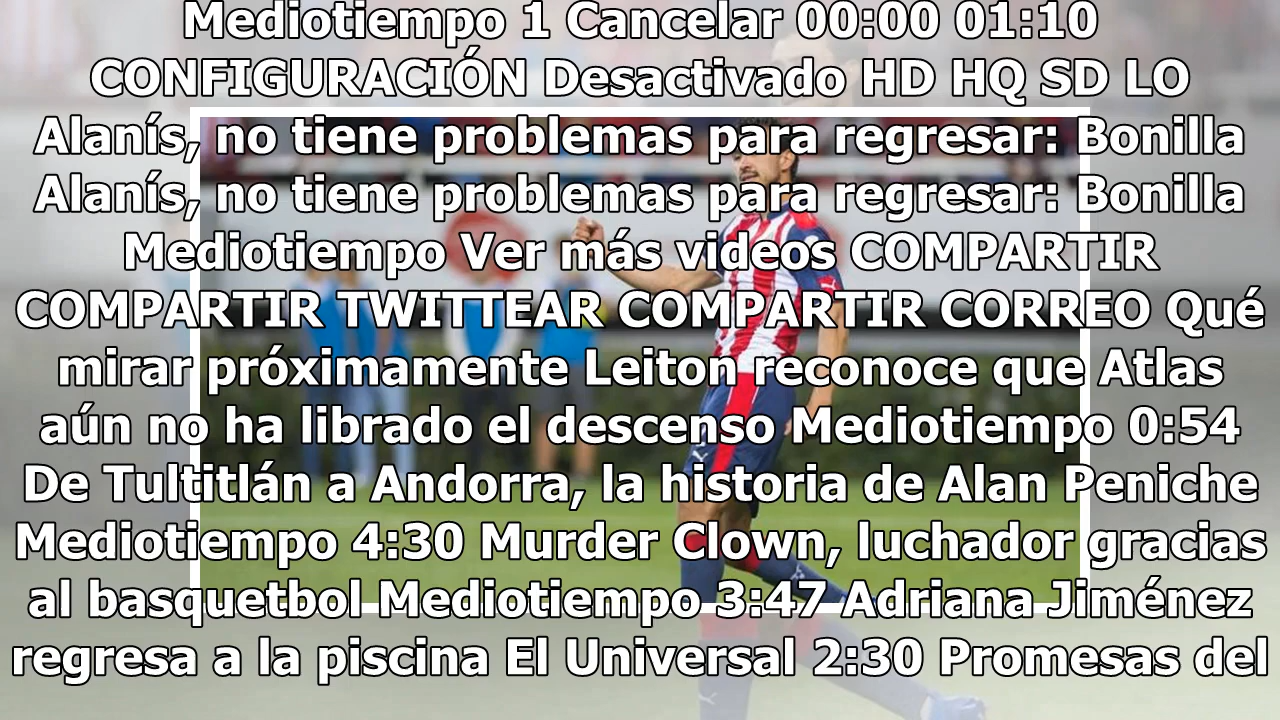 Mediotiempo 1 Cancelar 00:00 01:10
CONFIGURACIÓN Desactivado HD HQ SD LO
Alanís, no tiene problemas para regresar: Bonilla
Alanís, no tiene problemas para regresar: Bonilla
Mediotiempo Ver más videos COMPARTIR
COMPARTIR TWITTEAR COMPARTIR CORREO Qué
mirar próximamente Leiton reconoce que Atlas
aún no ha librado el descenso Mediotiempo 0:54
De Tultitlán a Andorra, la historia de Alan Peniche
Mediotiempo 4:30 Murder Clown, luchador gracias
al basquetbol Mediotiempo 3:47 Adriana Jiménez
regresa a la piscina El Universal 2:30 Promesas del